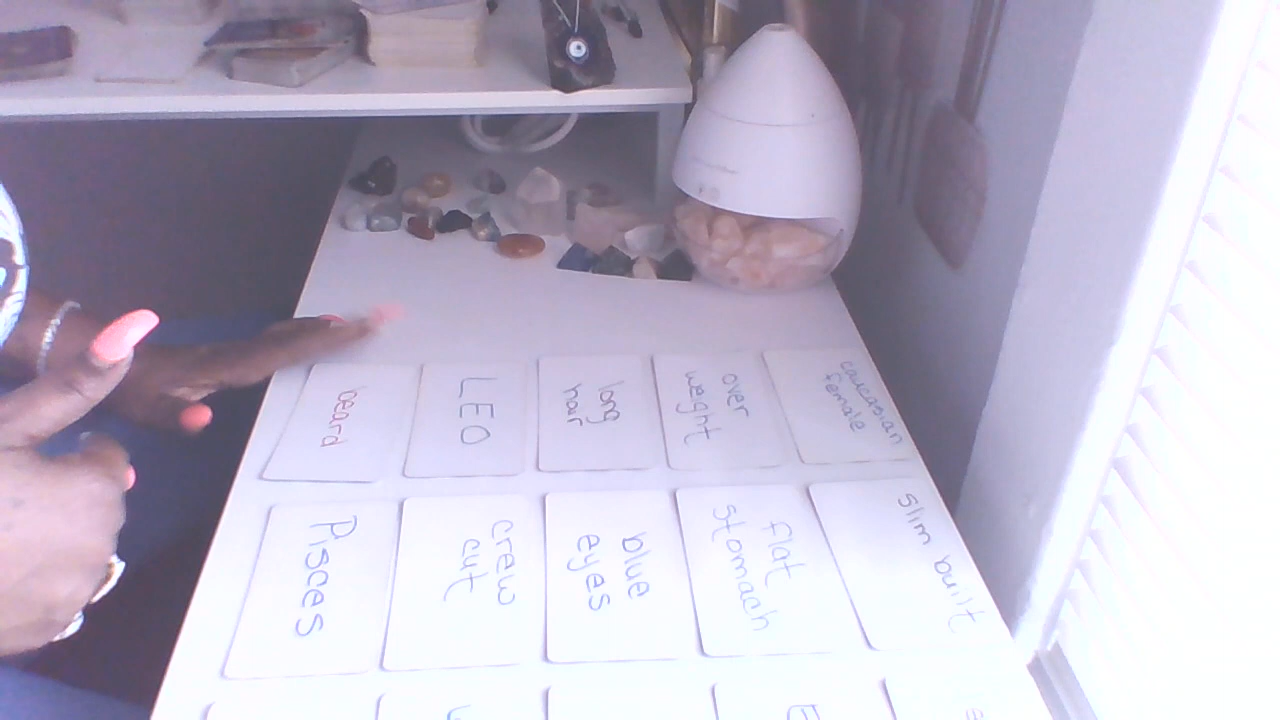 beard
LEO
long
hair
over
weight
caucasian
female
Pisces
crew
cut
blue
eyes
flat
stomach
slim built